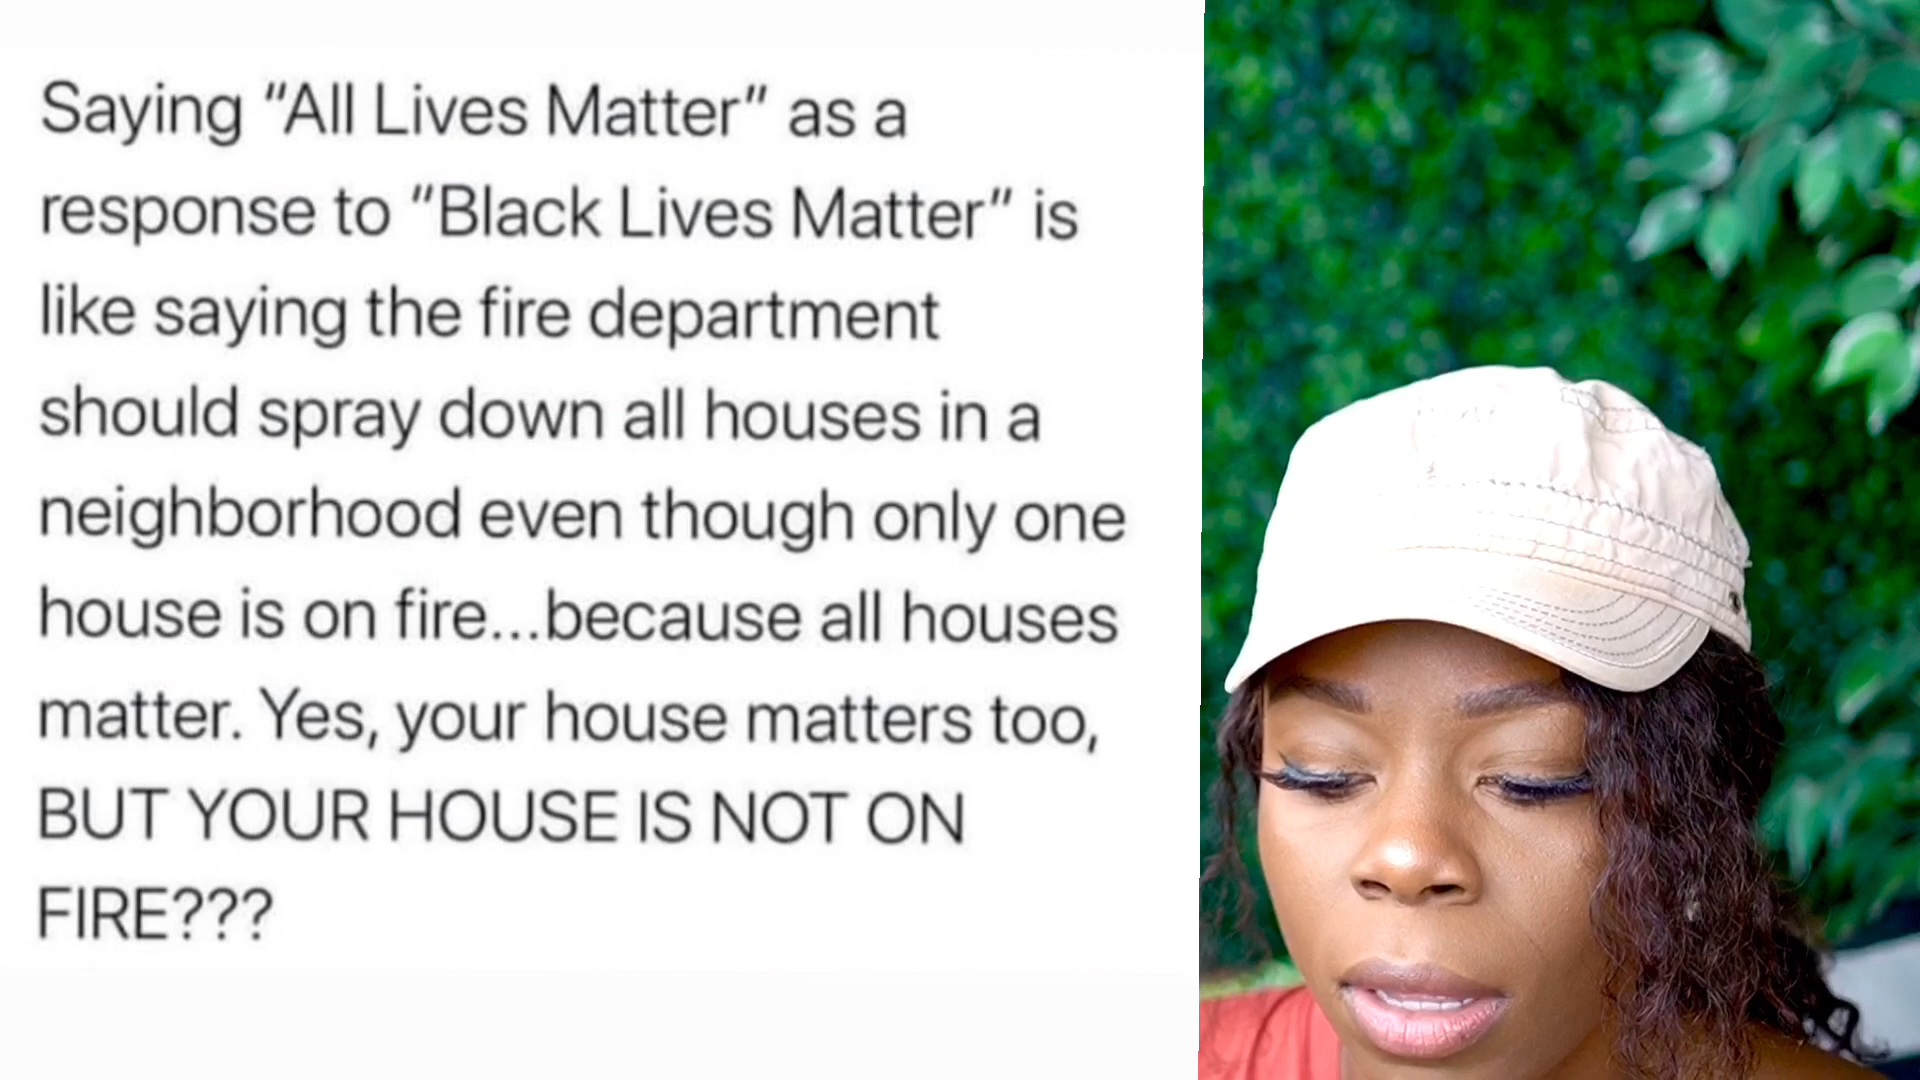 Saying "All Lives Matter" as a
response to "Black Lives Matter" is
like saying the fire department
should spray down all houses in a
neighborhood even though only one
house is on fire...because all houses
matter. Yes, your house matters too,
BUT YOUR HOUSE IS NOT ON
FIRE???